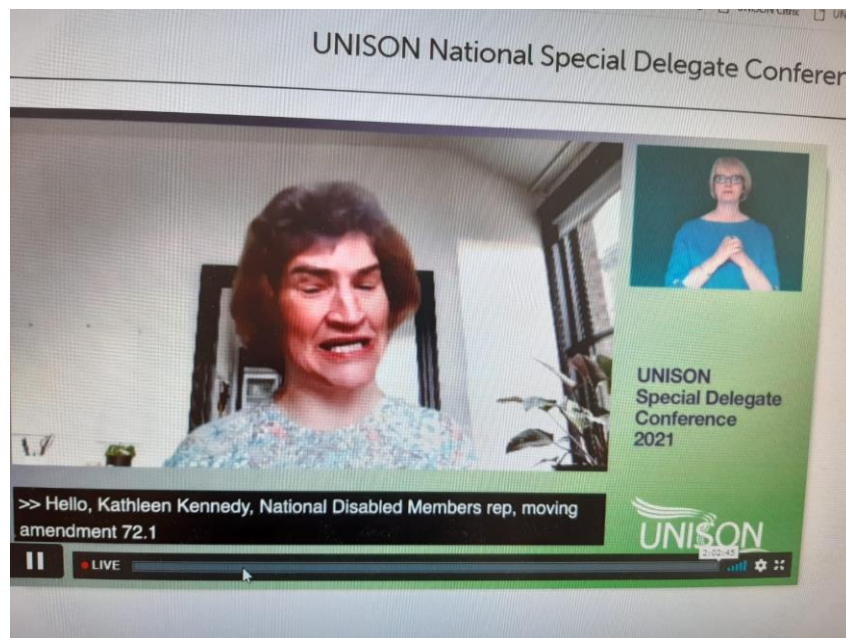 UNISON National Special Delegate
UNISON
Special Delegate
Conference
2021
>> Hello, Kathleen Kennedy, National Disabled Members rep, moving
amendment 72.1
UNISON
2:02:45
LIVE